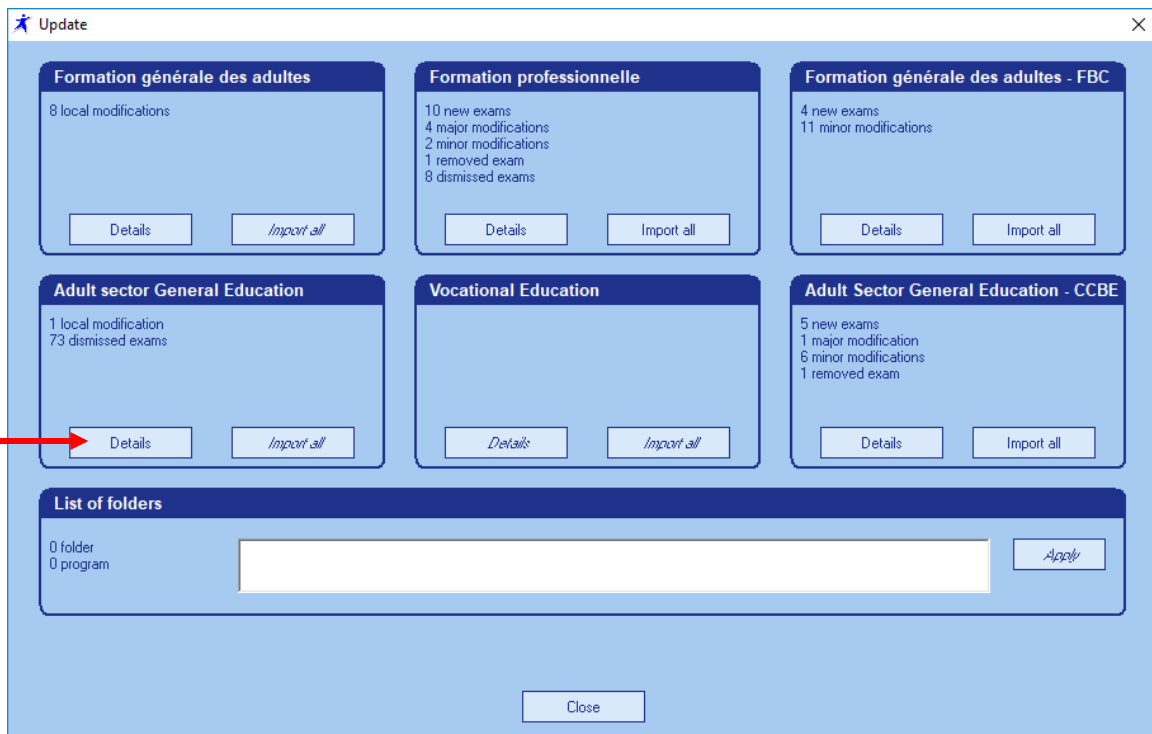 Update
Formation générale des adultes
8 local modifications
Details
Import all
Formation professionnelle
10 new exams
4 major modifications
2 minor modifications
1 removed exam
8 dismissed exams
Details
Import all
Formation générale des adultes - FBC
4 new exams
11 minor modifications
Details
Import all
Adult sector General Education
1 local modification
73 dismissed exams
Details
Import all
Vocational Education
Details
Import all
Adult Sector General Education - CCBE
5 new exams
1 major modification
6 minor modifications
1 removed exam
Details
Import all
List of folders
0 folder
0 program
Apply
Close